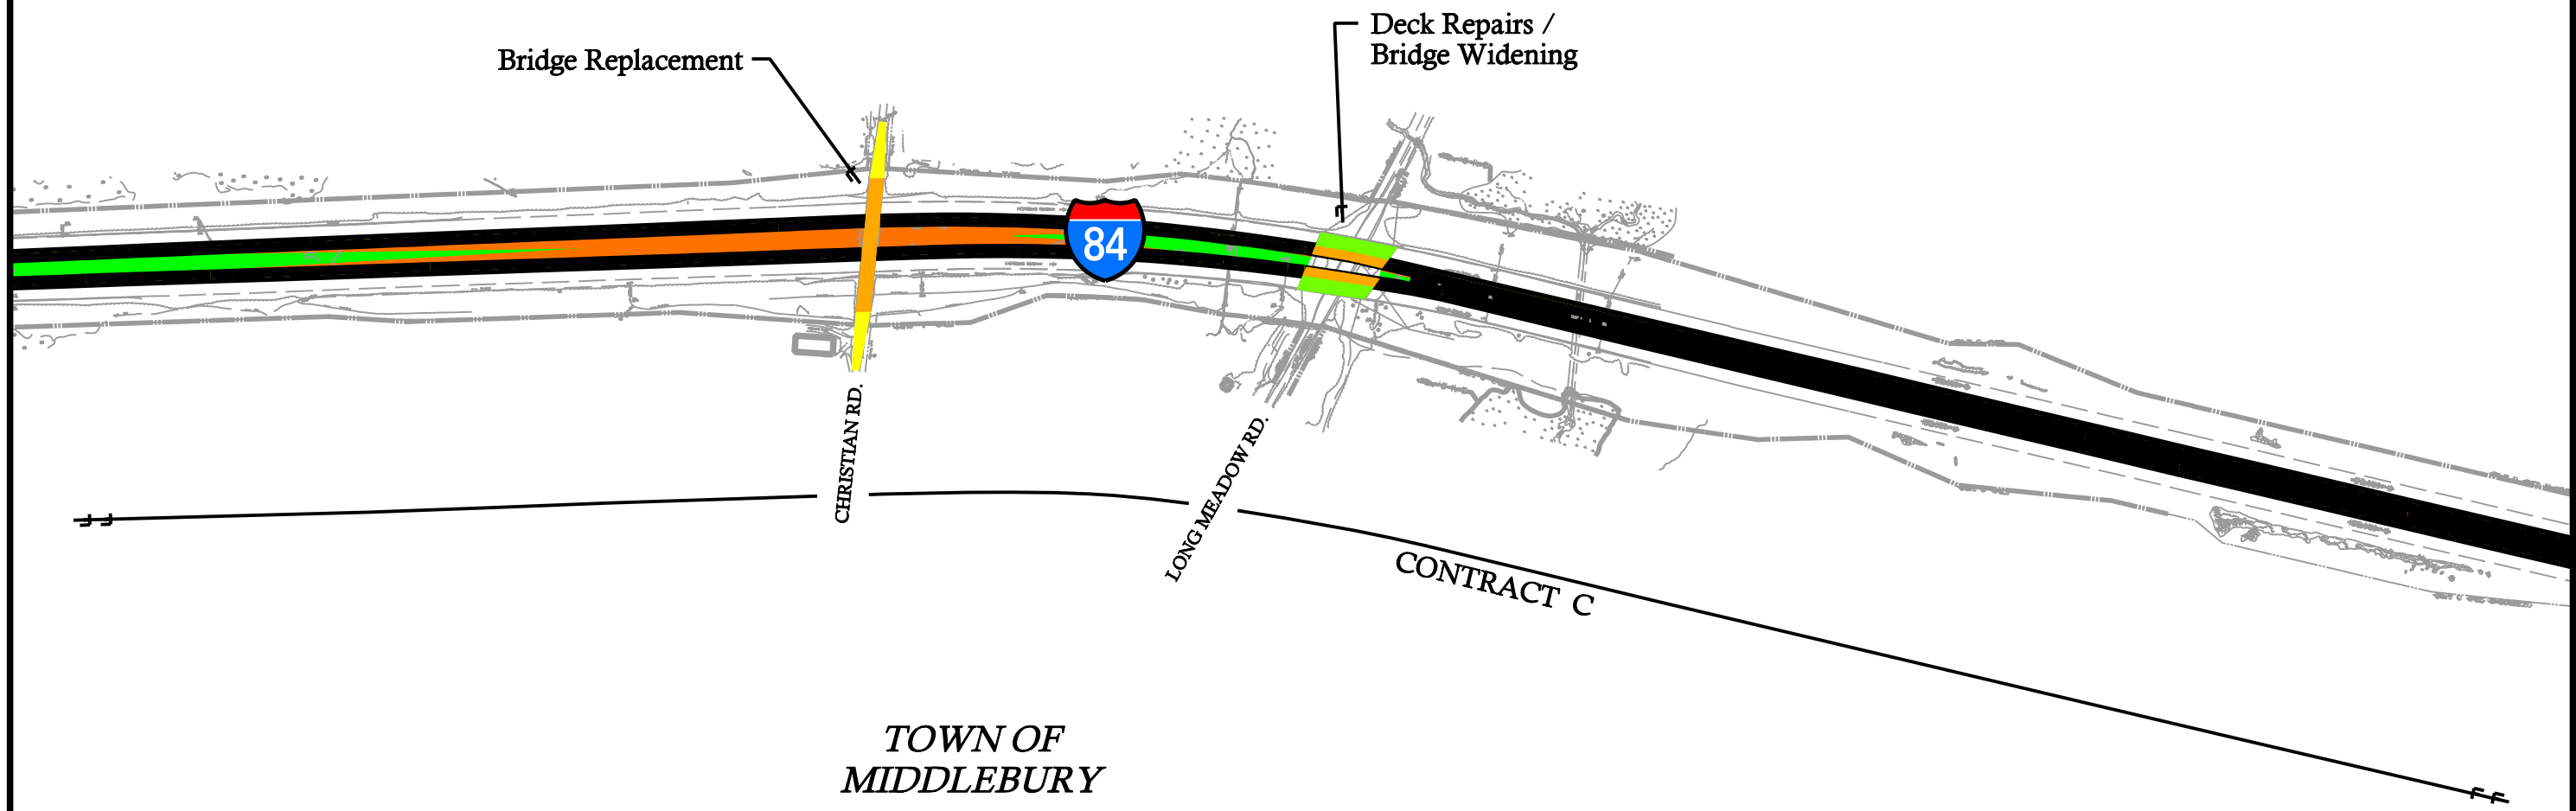 Deck Repairs /
Bridge Widening
Bridge Replacement
84
CHRISTIAN RD.
LONG MEADOW RD.
CONTRACT C
TOWN OF
MIDDLEBURY